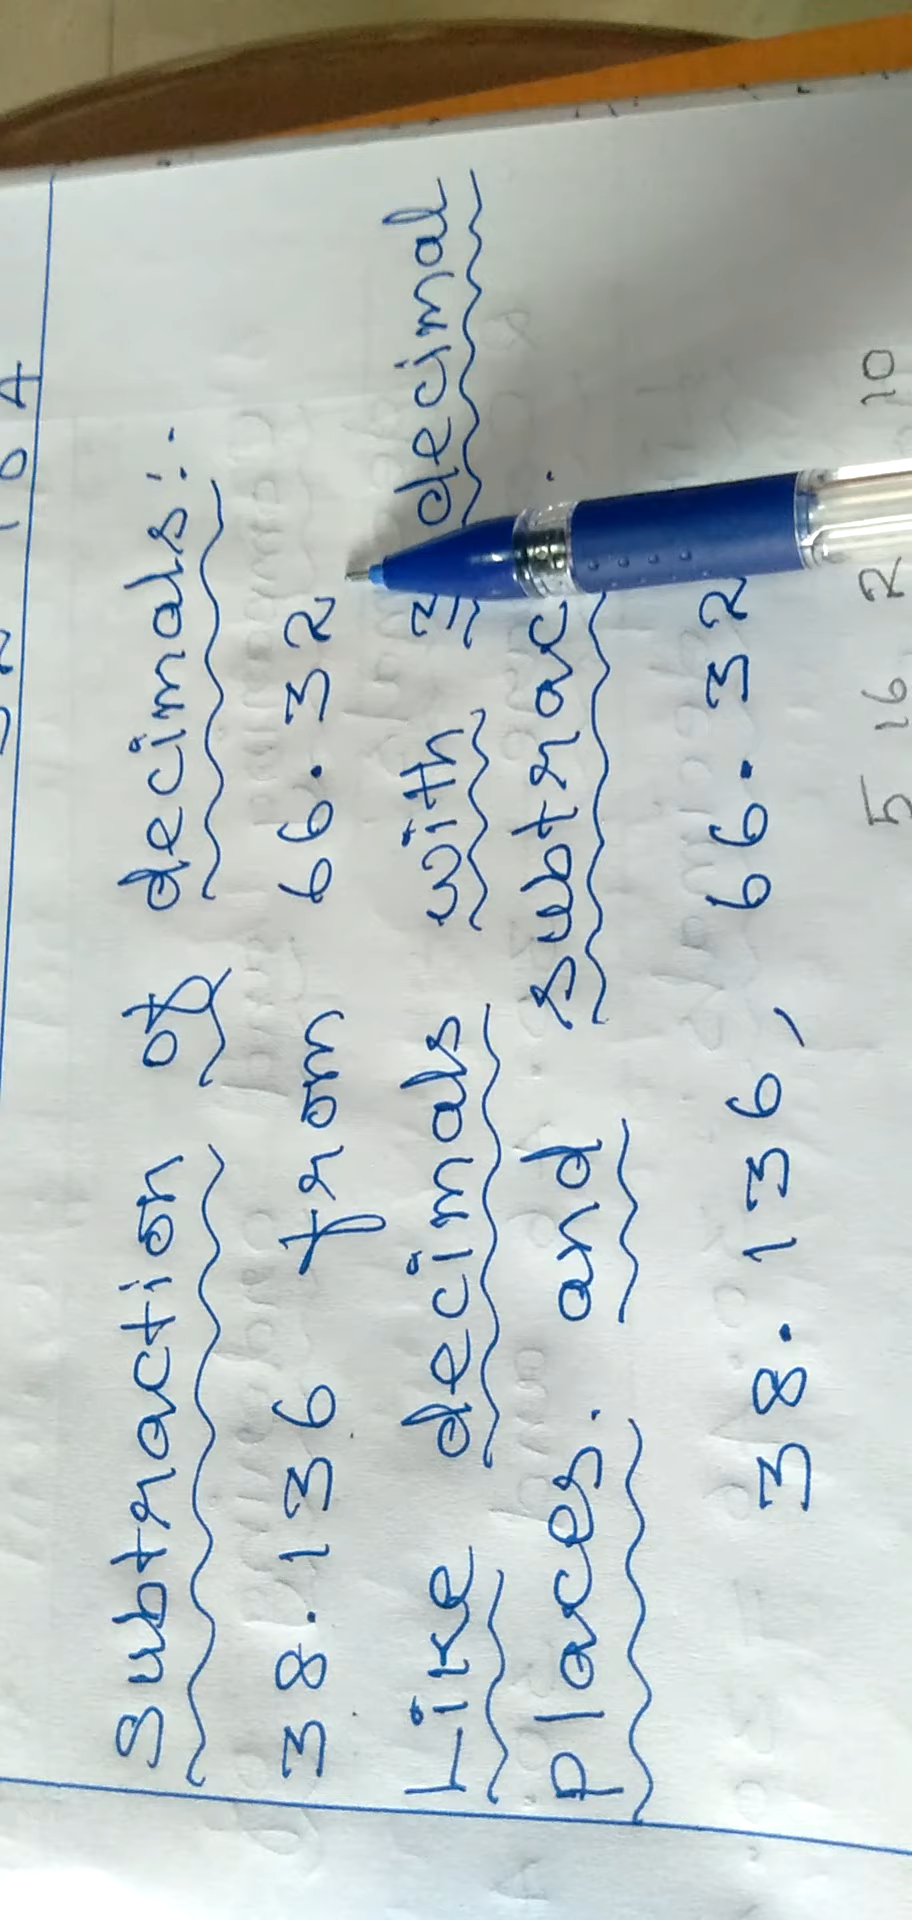 Subtraction of decimals:-
38.136 from 66.32
Like decimals with 3 decimal
places. and subtrac
38.136, 66.32
5 16 2 10